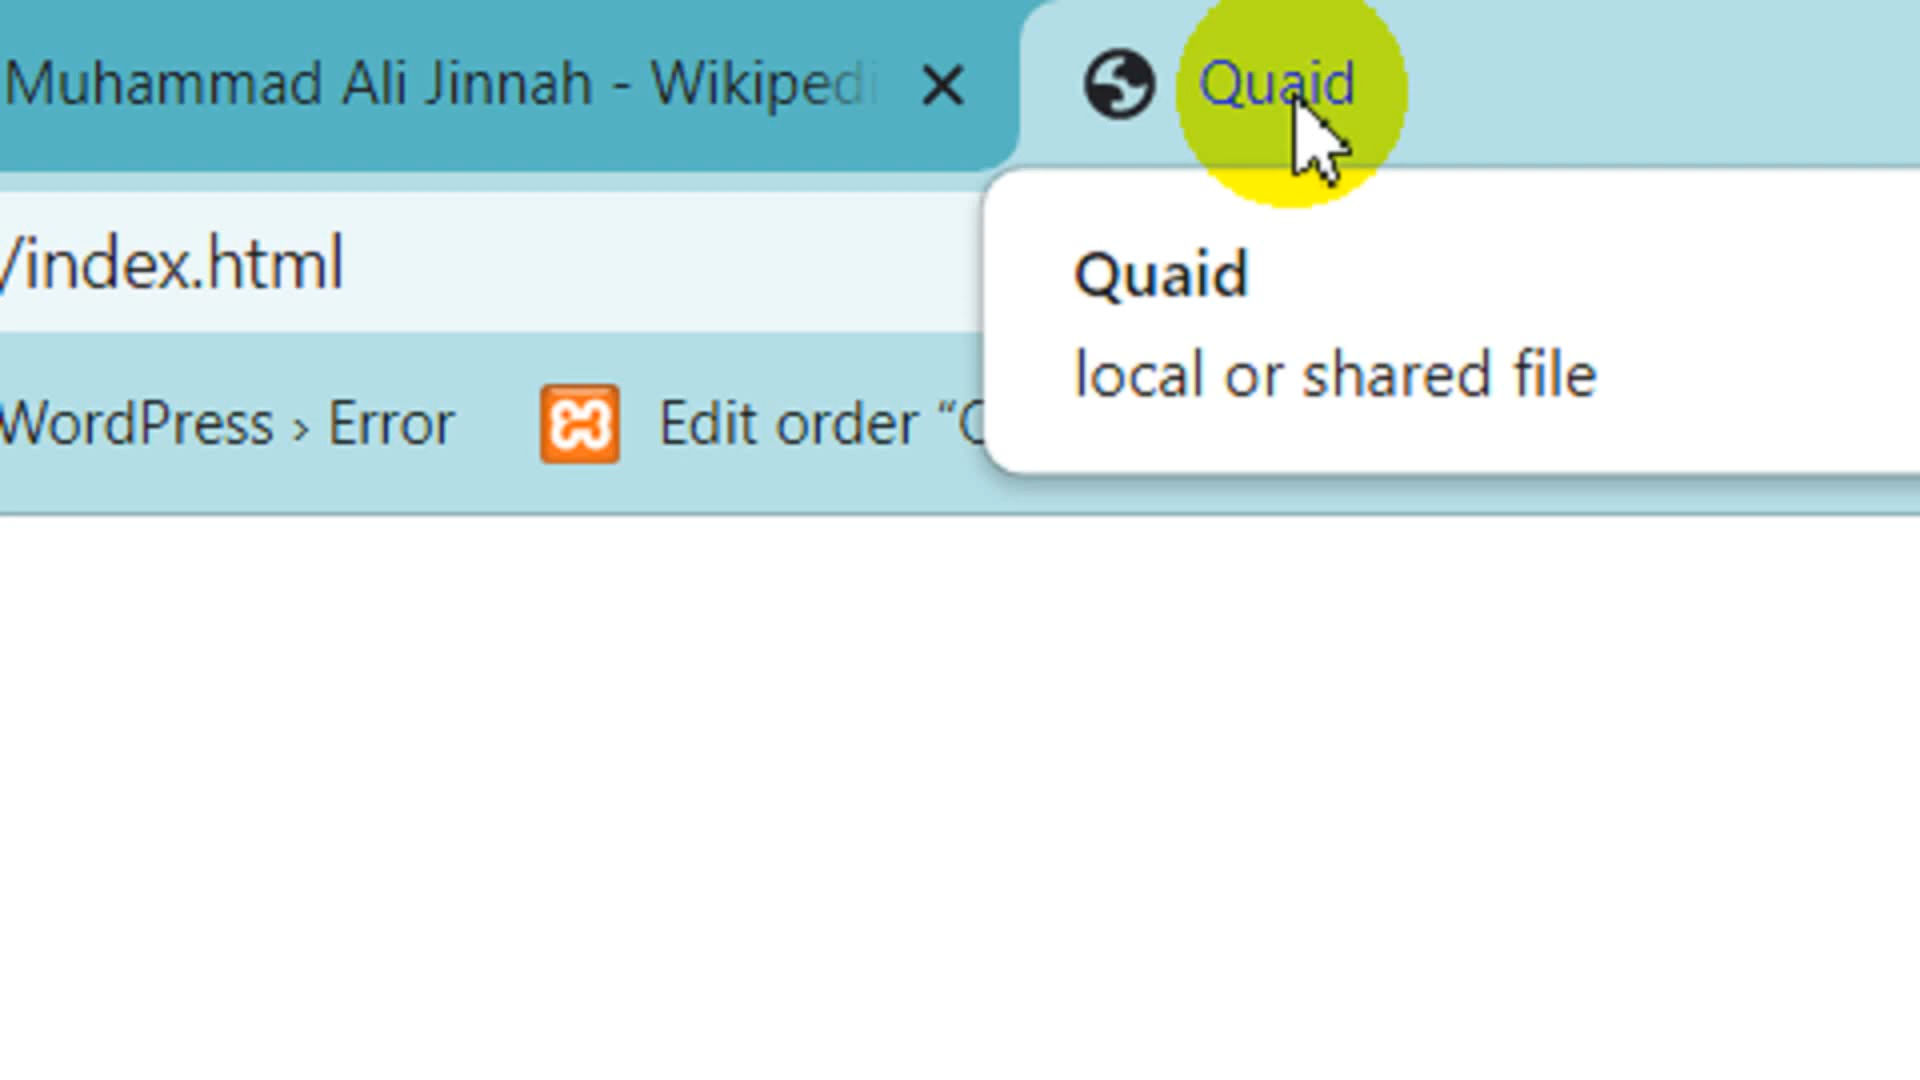 Muhammad Ali Jinnah - Wikipedi
Quaid
/index.html
Quaid
local or shared file
WordPress › Error
Edit order “